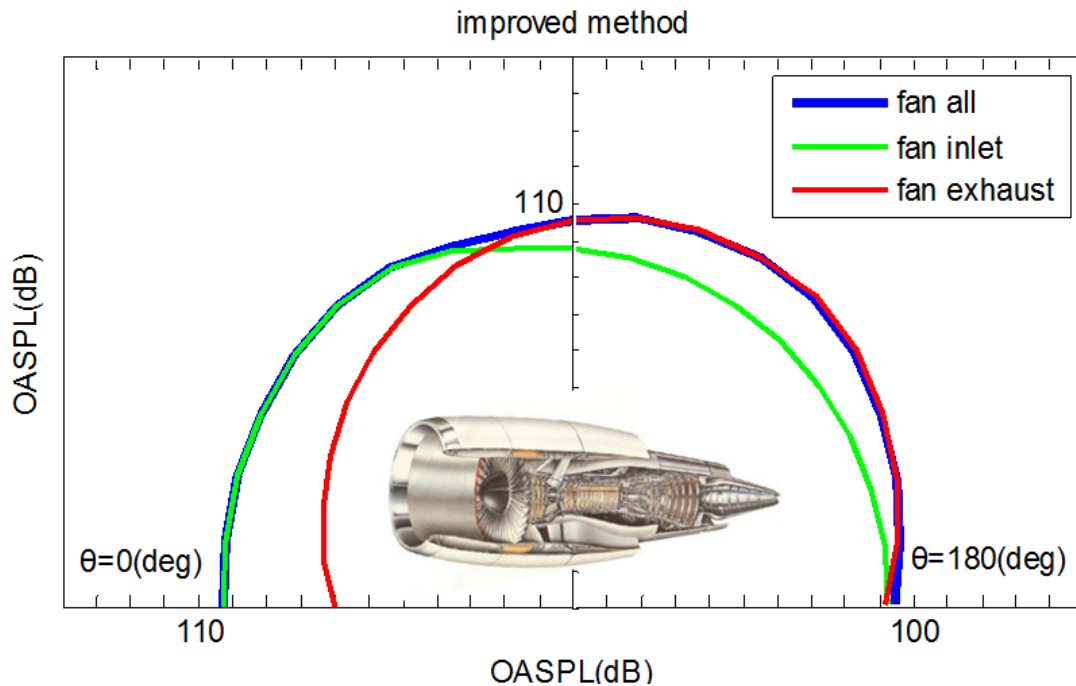 improved method
fan all
fan inlet
fan exhaust
110
OASPL(dB)
θ=0(deg)
θ=180(deg)
110
100
OASPL(dB)